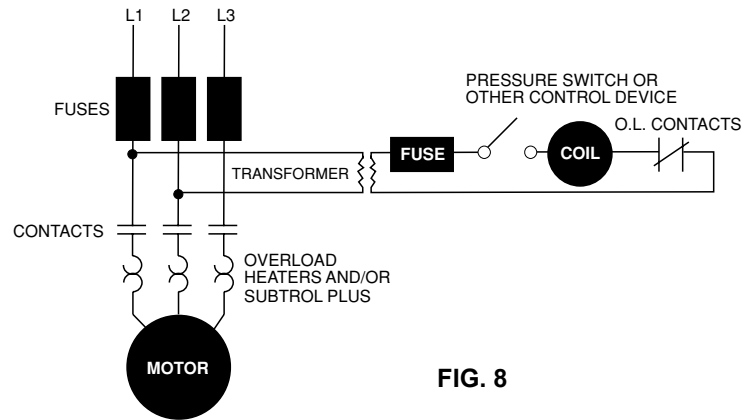 L1 L2 L3
FUSES
PRESSURE SWITCH OR
OTHER CONTROL DEVICE
O.L. CONTACTS
FUSE
COIL
TRANSFORMER
CONTACTS
OVERLOAD
HEATERS AND/OR
SUBTROL PLUS
MOTOR
FIG. 8